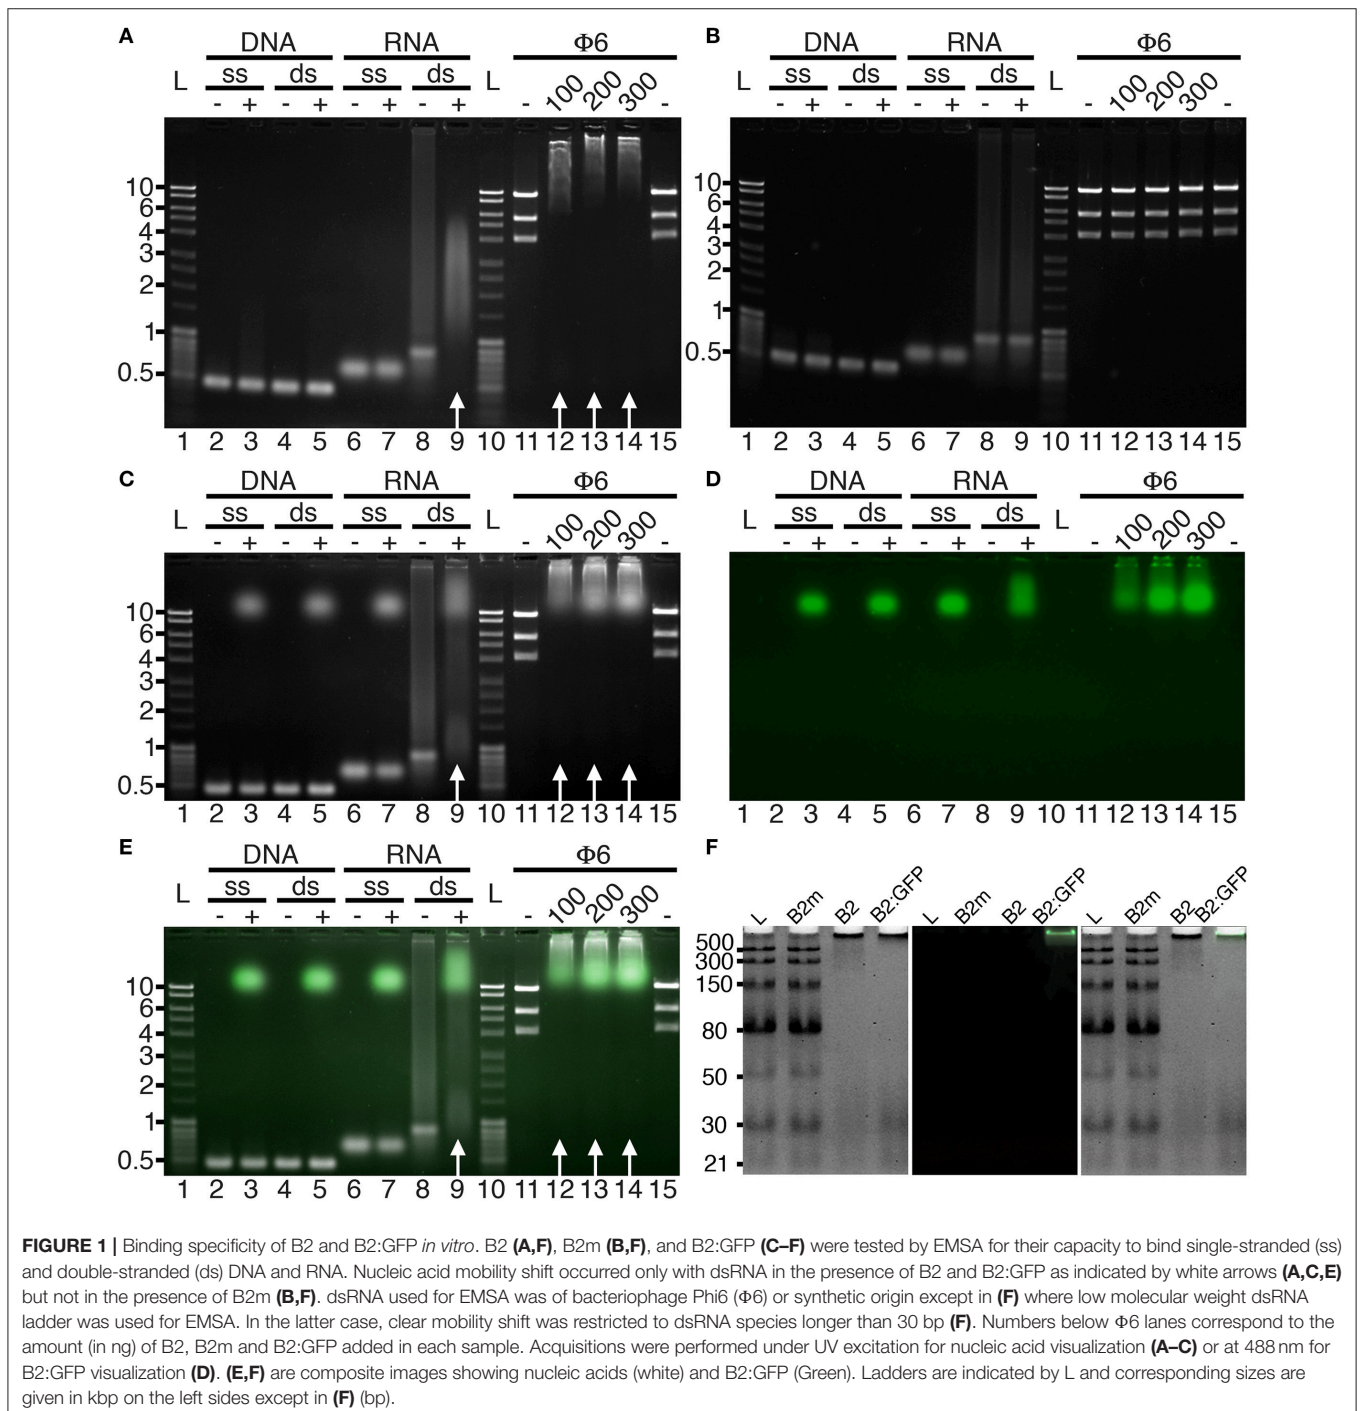 A
DNA RNA Φ6
L ss ds ss ds L
- + - + - + - + - 100 200 300 -
10
6
4
3
2
1
0.5
1 2 3 4 5 6 7 8 9 10 11 12 13 14 15
B
DNA RNA Φ6
L ss ds ss ds L
- + - + - + - + - 100 200 300 -
10
6
4
3
2
1
0.5
1 2 3 4 5 6 7 8 9 10 11 12 13 14 15
C
DNA RNA Φ6
L ss ds ss ds L
- + - + - + - + - 100 200 300 -
10
6
4
3
2
1
0.5
1 2 3 4 5 6 7 8 9 10 11 12 13 14 15
D
DNA RNA Φ6
L ss ds ss ds L
- + - + - + - + - 100 200 300 -
1 2 3 4 5 6 7 8 9 10 11 12 13 14 15
E
DNA RNA Φ6
L ss ds ss ds L
- + - + - + - + - 100 200 300 -
10
6
4
3
2
1
0.5
1 2 3 4 5 6 7 8 9 10 11 12 13 14 15
F
L B2m B2 B2:GFP L B2m B2 B2:GFP L B2m B2 B2:GFP
500
300
150
80
50
30
21
FIGURE 1 | Binding specificity of B2 and B2:GFP in vitro. B2 (A,F), B2m (B,F), and B2:GFP (C–F) were tested by EMSA for their capacity to bind single-stranded (ss)
and double-stranded (ds) DNA and RNA. Nucleic acid mobility shift occurred only with dsRNA in the presence of B2 and B2:GFP as indicated by white arrows (A,C,E)
but not in the presence of B2m (B,F). dsRNA used for EMSA was of bacteriophage Phi6 (Φ6) or synthetic origin except in (F) where low molecular weight dsRNA
ladder was used for EMSA. In the latter case, clear mobility shift was restricted to dsRNA species longer than 30 bp (F). Numbers below Φ6 lanes correspond to the
amount (in ng) of B2, B2m and B2:GFP added in each sample. Acquisitions were performed under UV excitation for nucleic acid visualization (A–C) or at 488 nm for
B2:GFP visualization (D). (E,F) are composite images showing nucleic acids (white) and B2:GFP (Green). Ladders are indicated by L and corresponding sizes are
given in kbp on the left sides except in (F) (bp).